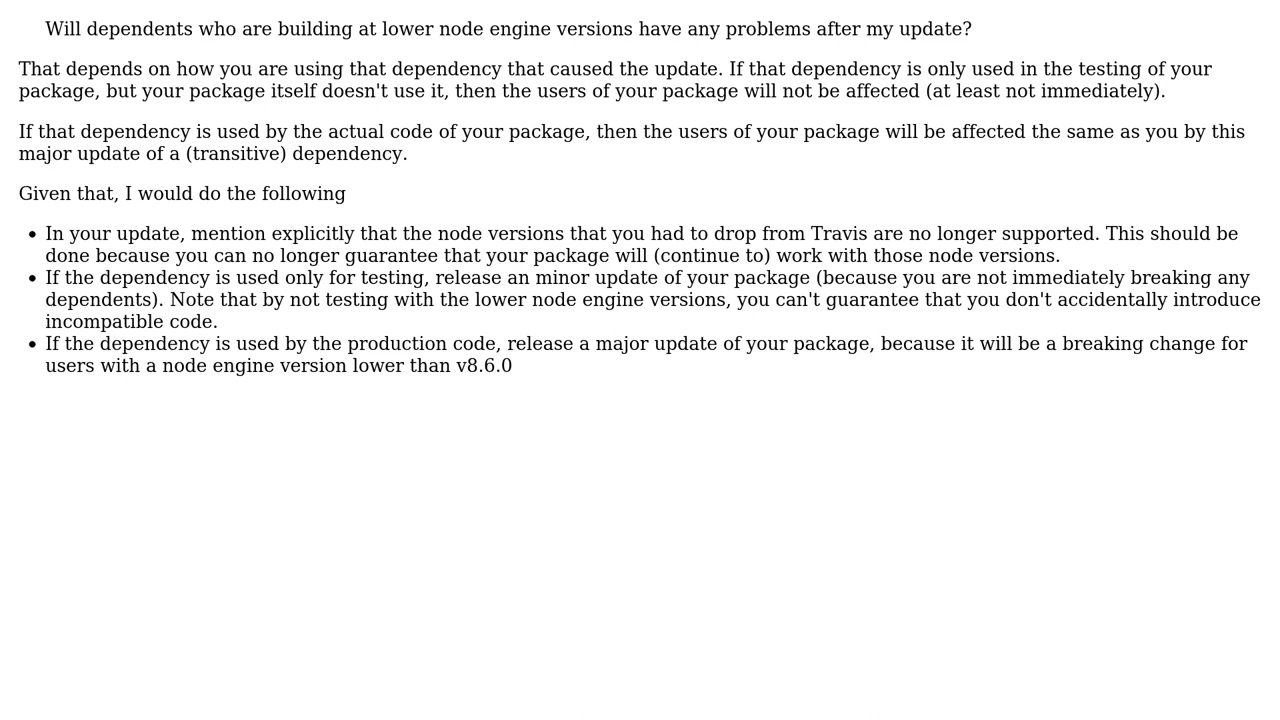 Will dependents who are building at lower node engine versions have any problems after my update?
That depends on how you are using that dependency that caused the update. If that dependency is only used in the testing of your
package, but your package itself doesn't use it, then the users of your package will not be affected (at least not immediately).
If that dependency is used by the actual code of your package, then the users of your package will be affected the same as you by this
major update of a (transitive) dependency.
Given that, I would do the following
• In your update, mention explicitly that the node versions that you had to drop from Travis are no longer supported. This should be
done because you can no longer guarantee that your package will (continue to) work with those node versions.
• If the dependency is used only for testing, release an minor update of your package (because you are not immediately breaking any
dependents). Note that by not testing with the lower node engine versions, you can't guarantee that you don't accidentally introduce
incompatible code.
• If the dependency is used by the production code, release a major update of your package, because it will be a breaking change for
users with a node engine version lower than v8.6.0